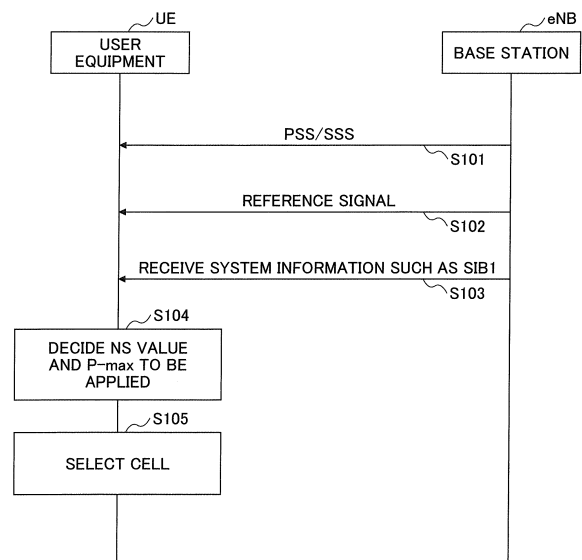 UE
eNB
USER
EQUIPMENT
BASE STATION
PSS/SSS
S101
REFERENCE SIGNAL
S102
RECEIVE SYSTEM INFORMATION SUCH AS SIB1
S103
S104
DECIDE NS VALUE
AND P-max TO BE
APPLIED
S105
SELECT CELL